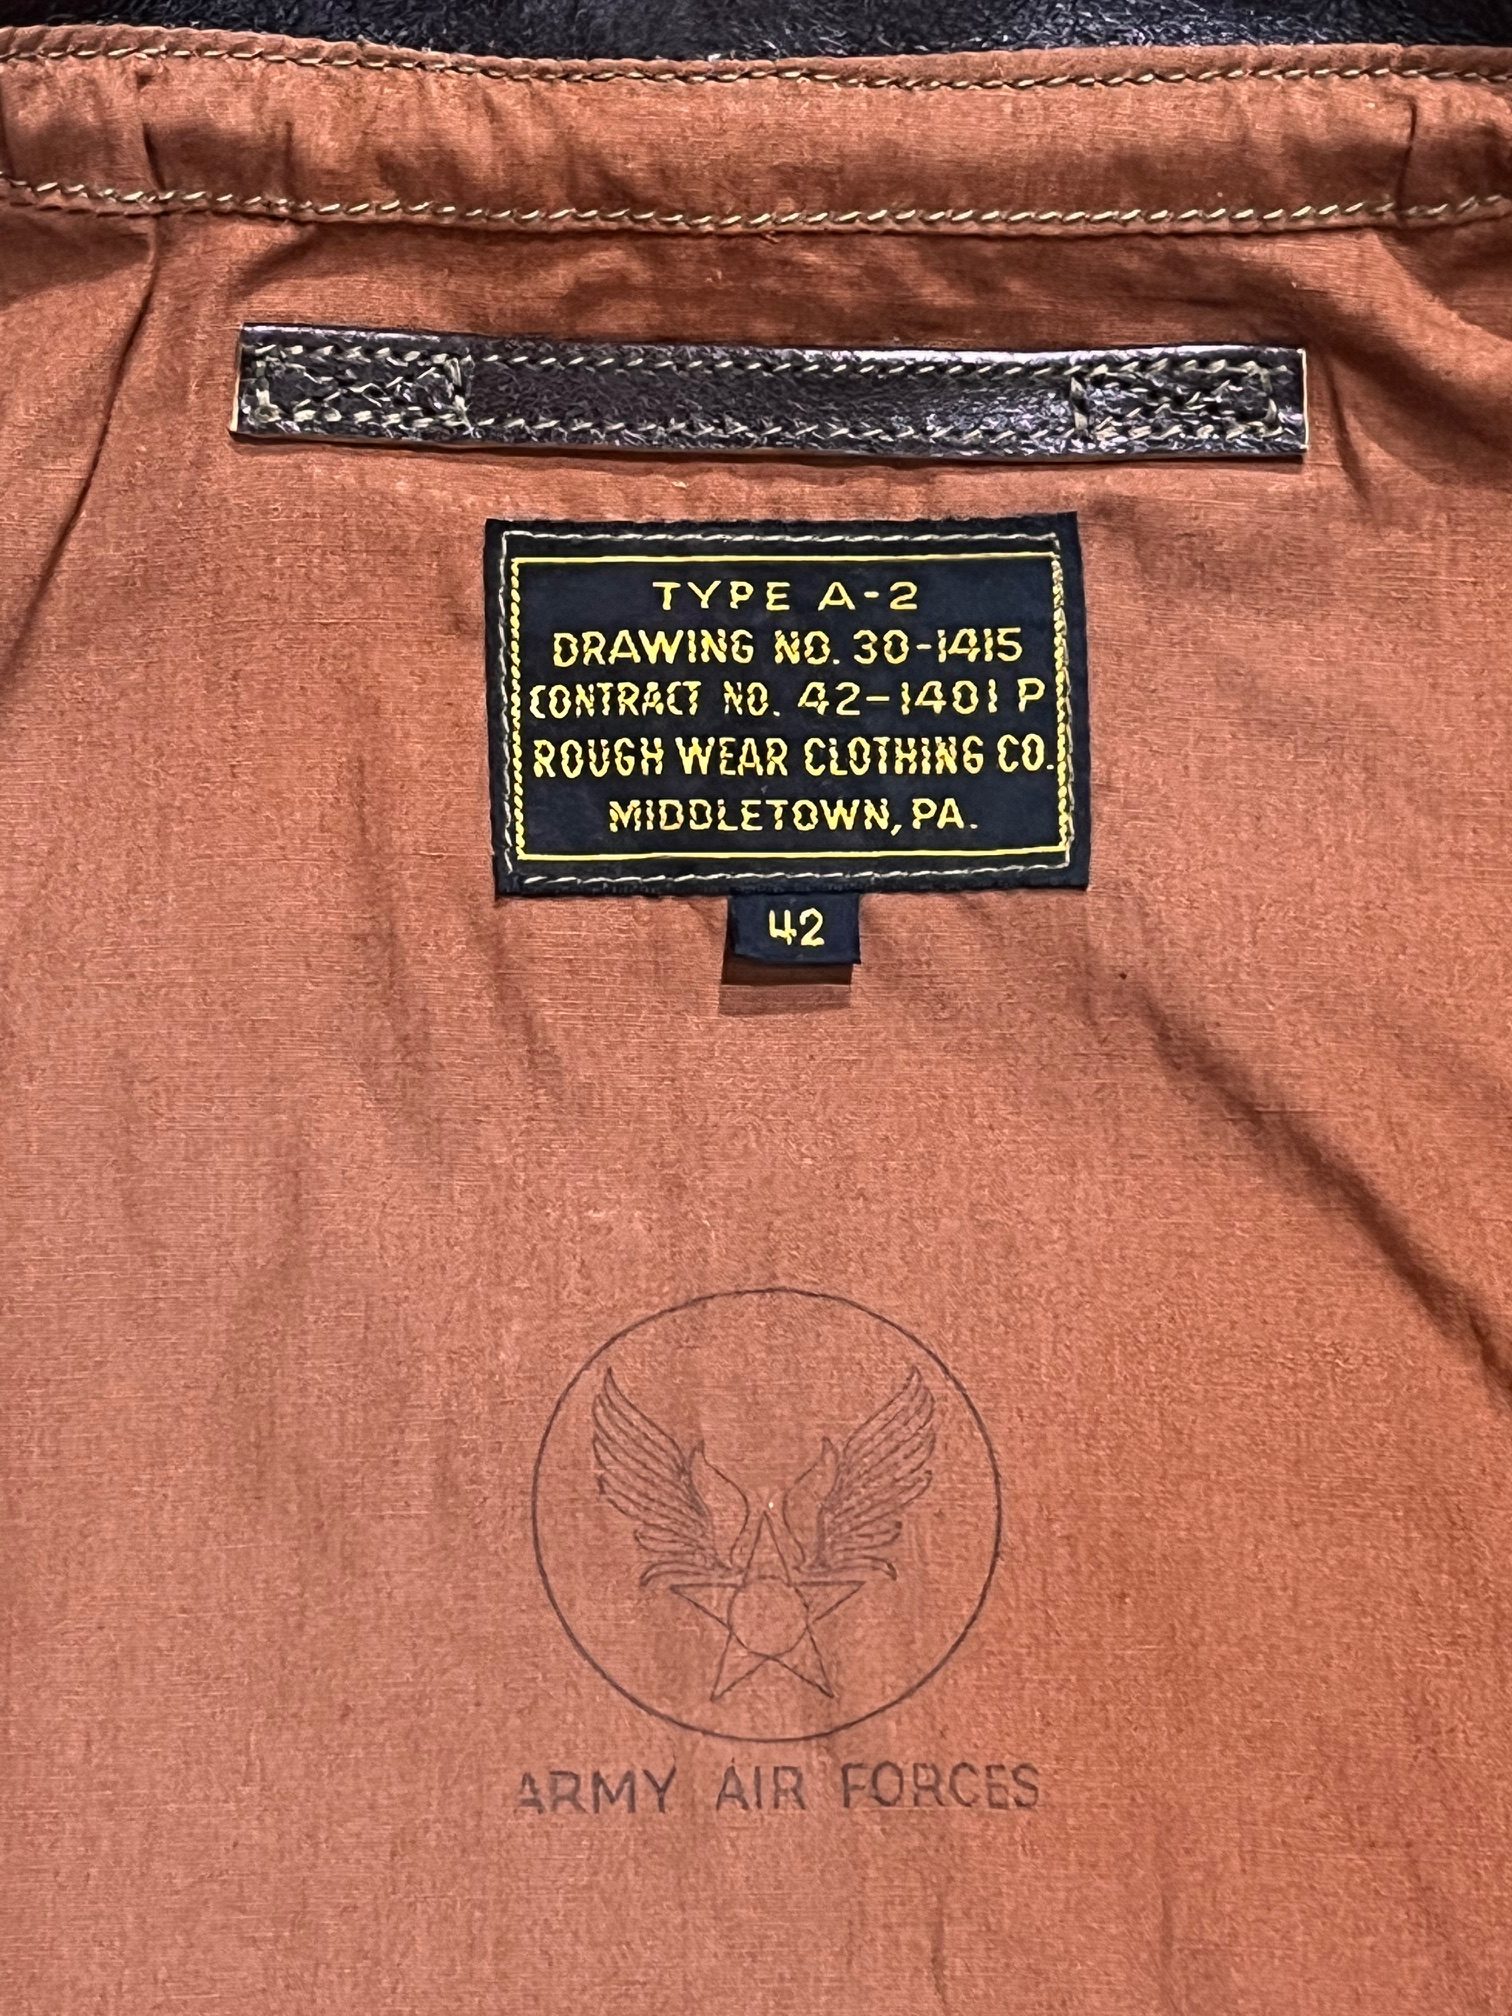 TYPE A-2
DRAWING NO. 30-1415
CONTRACT NO. 42-1401 P
ROUGH WEAR CLOTHING CO.
MIDDLETOWN, PA.
42
ARMY AIR FORCES